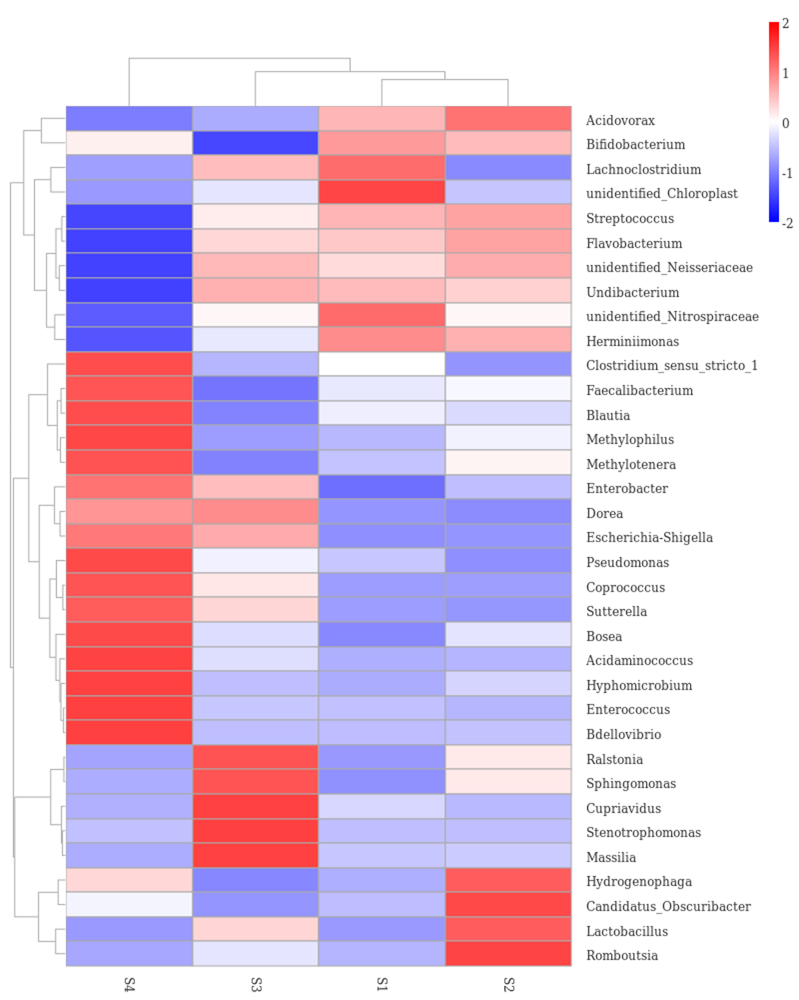 2
1
0
-1
-2
Acidovorax
Bifidobacterium
Lachnoclostridium
unidentified_Chloroplast
Streptococcus
Flavobacterium
unidentified_Neisseriaceae
Undibacterium
unidentified_Nitrospiraceae
Herminiimonas
Clostridium_sensu_stricto_1
Faecalibacterium
Blautia
Methylophilus
Methylotenera
Enterobacter
Dorea
Escherichia-Shigella
Pseudomonas
Coprococcus
Sutterella
Bosea
Acidaminococcus
Hyphomicrobium
Enterococcus
Bdellovibrio
Ralstonia
Sphingomonas
Cupriavidus
Stenotrophomonas
Massilia
Hydrogenophaga
Candidatus_Obscuribacter
Lactobacillus
Romboutsia
S4
S3
S1
S2